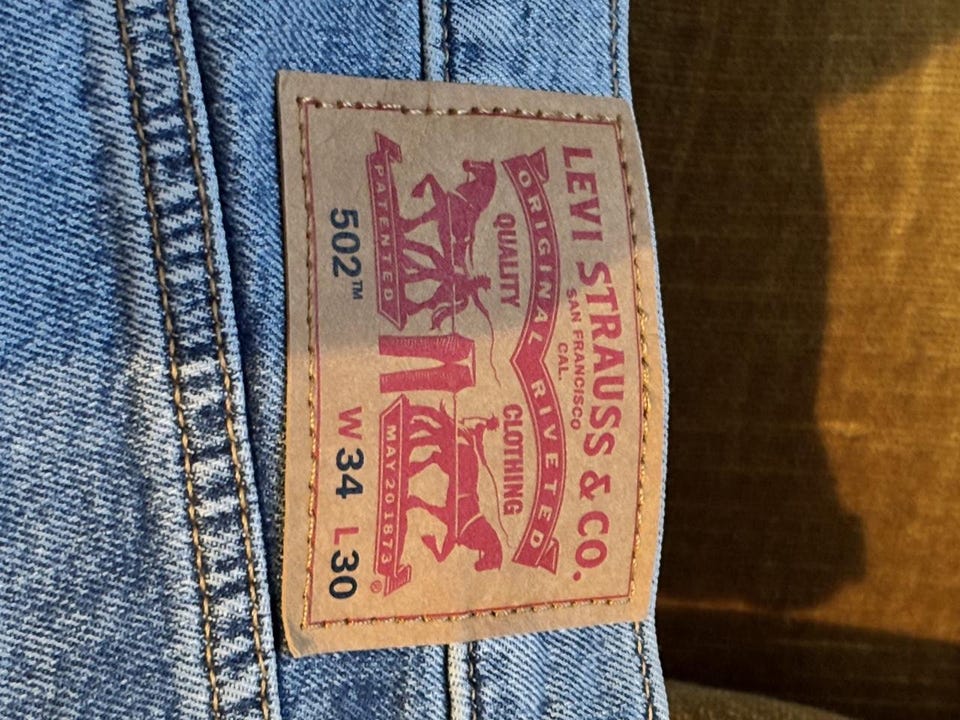 LEVI STRAUSS & CO.
SAN FRANCISCO
CAL.
ORIGINAL RIVETED
QUALITY CLOTHING
PATENTED MAY 20 1873 ®
502™ W 34 L 30